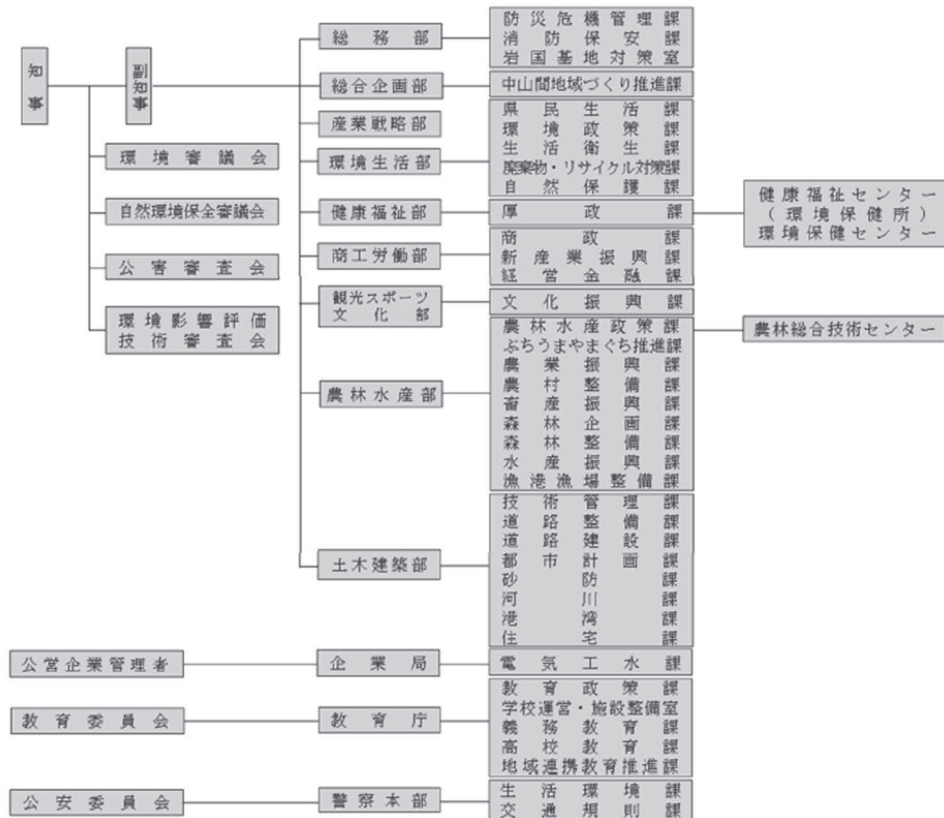 知事
副知事
環境審議会
自然環境保全審議会
公害審査会
環境影響評価
技術審査会
総務部
防災危機管理課
消防保安課
岩国基地対策室
総合企画部
中山間地域づくり推進課
産業戦略部
環境生活部
県民生活課
環境政策課
生活衛生課
廃棄物・リサイクル対策課
自然保護課
健康福祉部
厚政課
健康福祉センター
(環境保健所)
環境保健センター
商工労働部
商政課
新産業振興課
経営金融課
観光スポーツ
文化部
文化振興課
農林水産部
農林水産政策課
ぶちうまやまぐち推進課
農業振興課
農村整備課
畜産振興課
森林企画課
森林整備課
水産振興課
漁港漁場整備課
農林総合技術センター
土木建築部
技術管理課
道路整備課
道路建設課
都市計画課
砂防課
河川課
港湾課
住宅課
公営企業管理者
企業局
電気工水課
教育委員会
教育庁
教育政策課
学校運営・施設整備室
義務教育課
高校教育課
地域連携教育推進課
公安委員会
警察本部
生活環境課
交通規則課